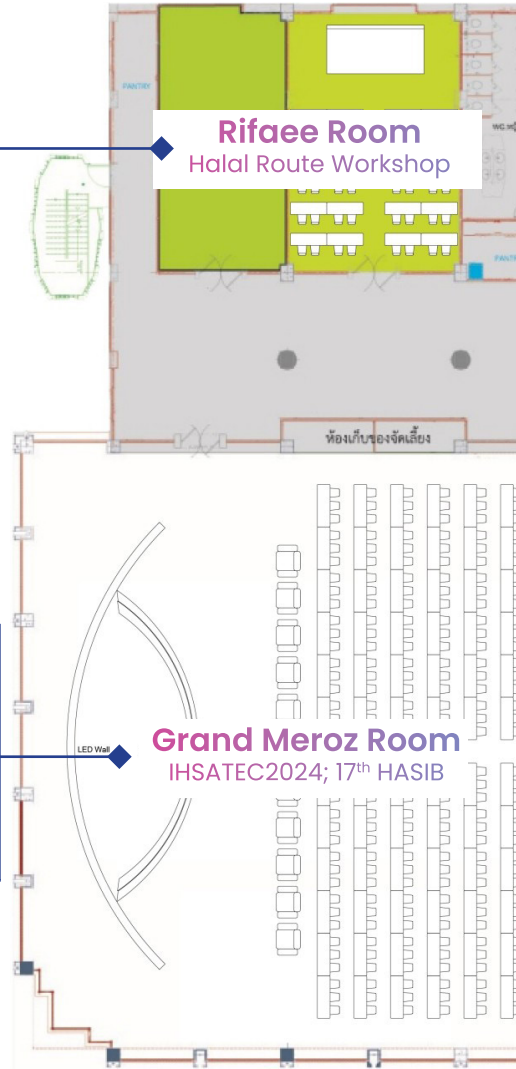 PANTRY
Rifaee Room
Halal Route Workshop
PANTR
ห้องเก็บของจัดเลี้ยง
LED Wall
Grand Meroz Room
IHSATEC2024; 17th HASIB